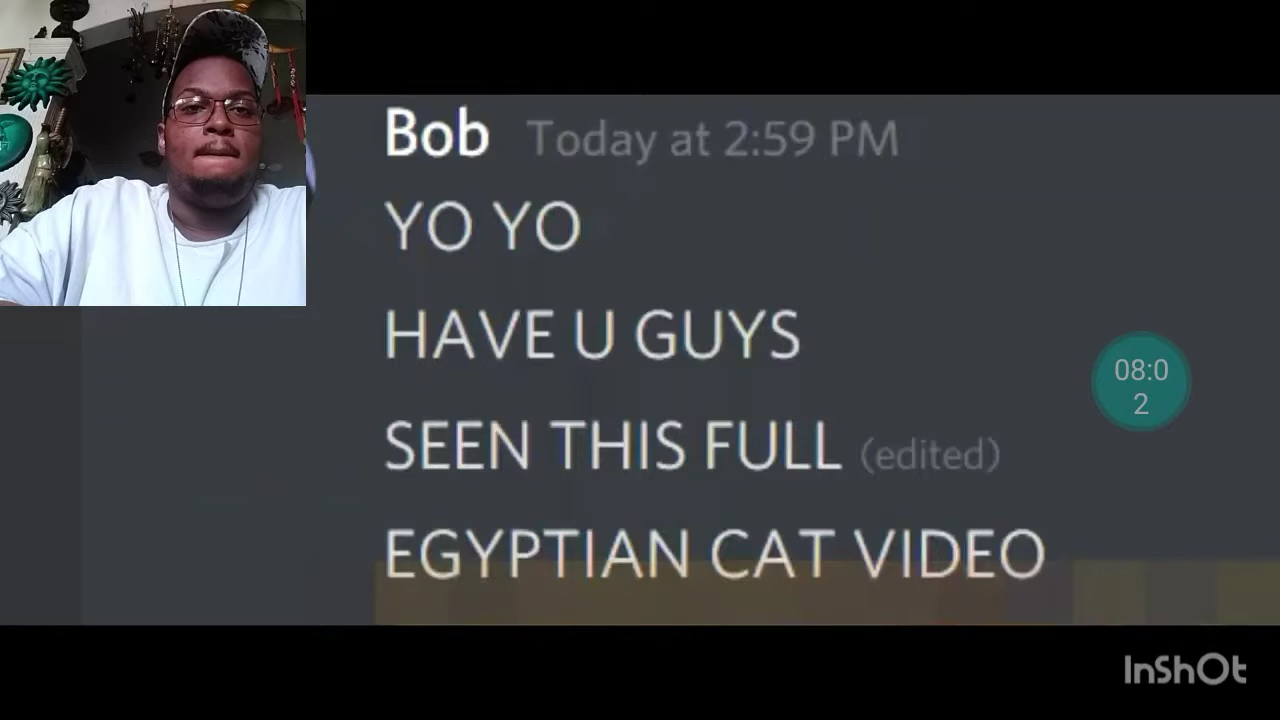 Bob Today at 2:59 PM
YO YO
HAVE U GUYS
SEEN THIS FULL (edited)
EGYPTIAN CAT VIDEO
08:0
2
InShOt